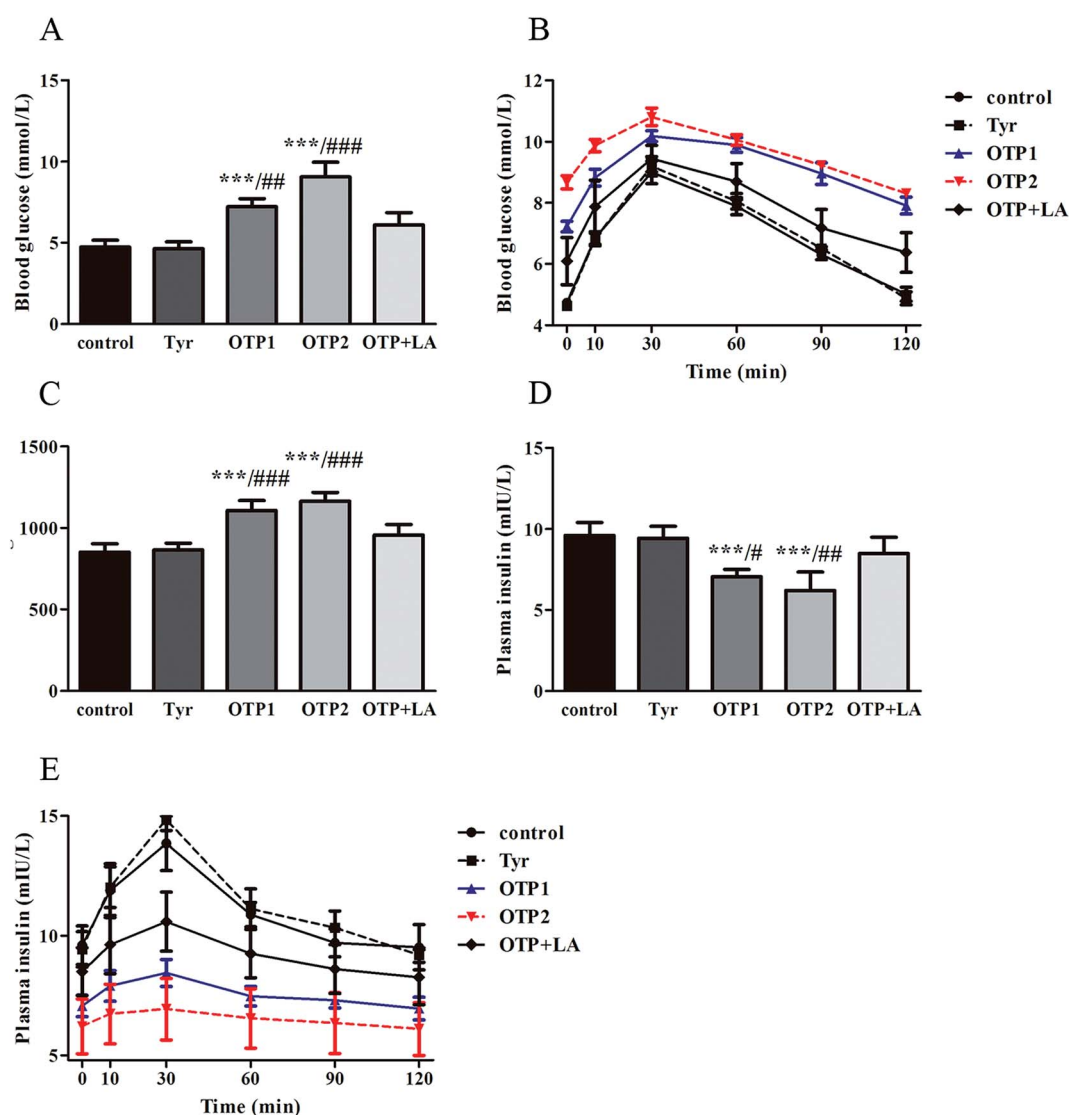 A
Blood glucose (mmol/L)
15
10
5
0
***/##
***/###
control Tyr OTP1 OTP2 OTP+LA
B
Blood glucose (mmol/L)
12
10
8
6
4
0 10 30 60 90 120
Time (min)
control
Tyr
OTP1
OTP2
OTP+LA
C
1500
1000
500
0
***/###
***/###
control Tyr OTP1 OTP2 OTP+LA
D
Plasma insulin (mIU/L)
15
10
5
0
***/#
***/##
control Tyr OTP1 OTP2 OTP+LA
E
Plasma insulin (mIU/L)
15
10
5
0 10 30 60 90 120
Time (min)
control
Tyr
OTP1
OTP2
OTP+LA